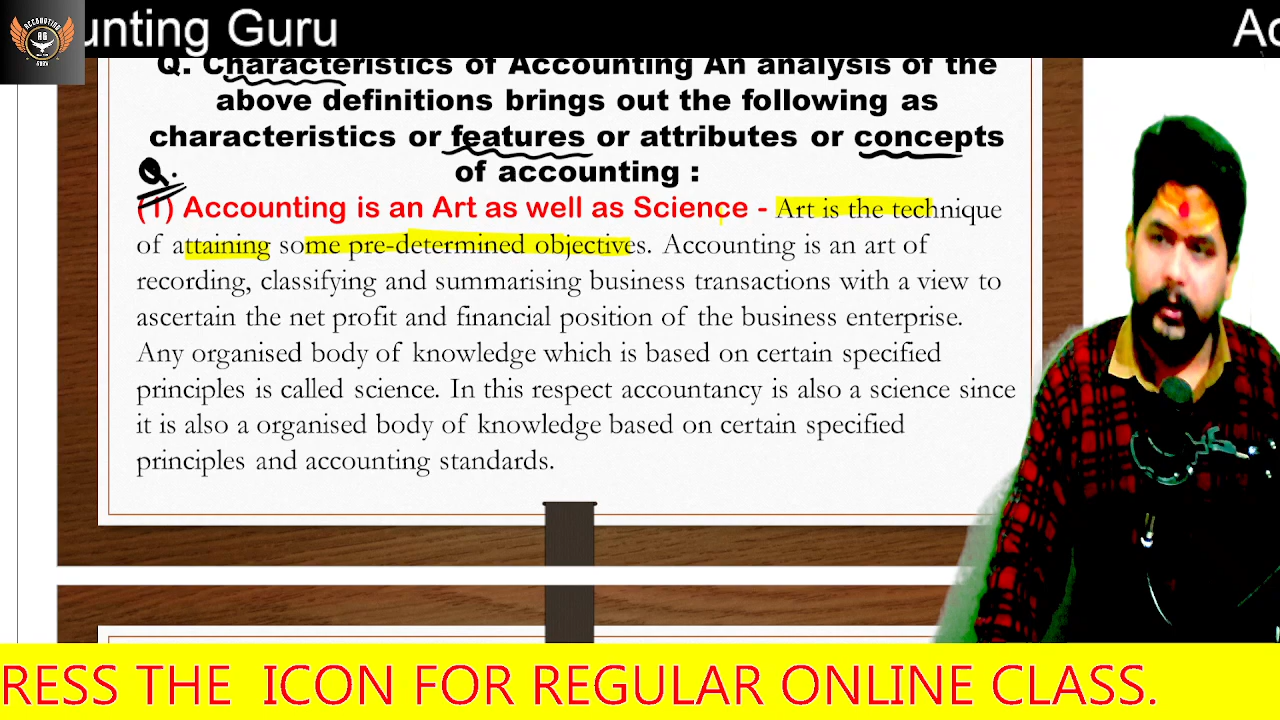 unting Guru
Ac
ACCOUNTING
AG
GURU
Q. Characteristics of Accounting An analysis of the
above definitions brings out the following as
characteristics or features or attributes or concepts
of accounting :
Q.
(1) Accounting is an Art as well as Science - Art is the technique
of attaining some pre-determined objectives. Accounting is an art of
recording, classifying and summarising business transactions with a view to
ascertain the net profit and financial position of the business enterprise.
Any organised body of knowledge which is based on certain specified
principles is called science. In this respect accountancy is also a science since
it is also a organised body of knowledge based on certain specified
principles and accounting standards.
RESS THE ICON FOR REGULAR ONLINE CLASS.